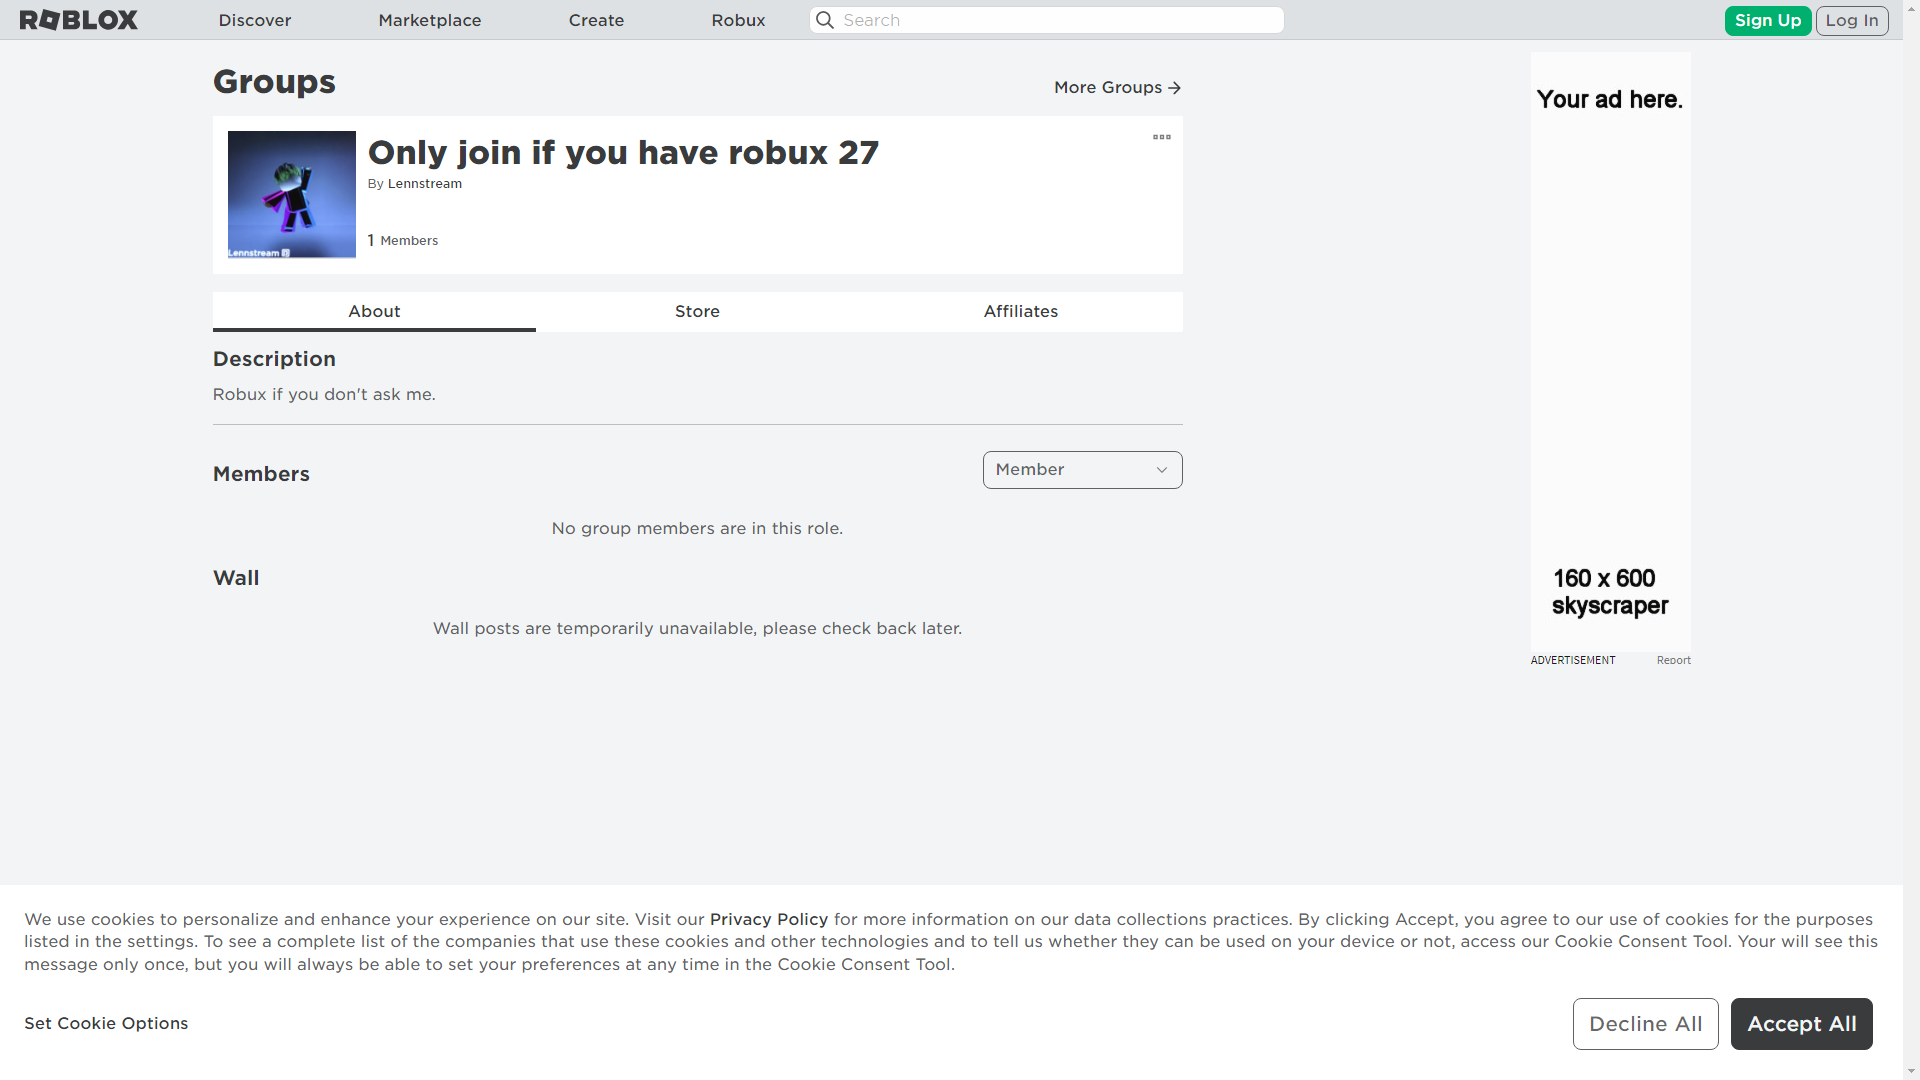 ROBLOX
Discover
Marketplace
Create
Robux
Search
Sign Up
Log In
Groups
More Groups
Only join if you have robux 27
By Lennstream
1 Members
Lennstream
About
Store
Affiliates
Description
Robux if you don't ask me.
Members
Member
No group members are in this role.
Wall
Wall posts are temporarily unavailable, please check back later.
Your ad here.
160 x 600
skyscraper
ADVERTISEMENT
Report
We use cookies to personalize and enhance your experience on our site. Visit our Privacy Policy for more information on our data collections practices. By clicking Accept, you agree to our use of cookies for the purposes
listed in the settings. To see a complete list of the companies that use these cookies and other technologies and to tell us whether they can be used on your device or not, access our Cookie Consent Tool. Your will see this
message only once, but you will always be able to set your preferences at any time in the Cookie Consent Tool.
Set Cookie Options
Decline All
Accept All